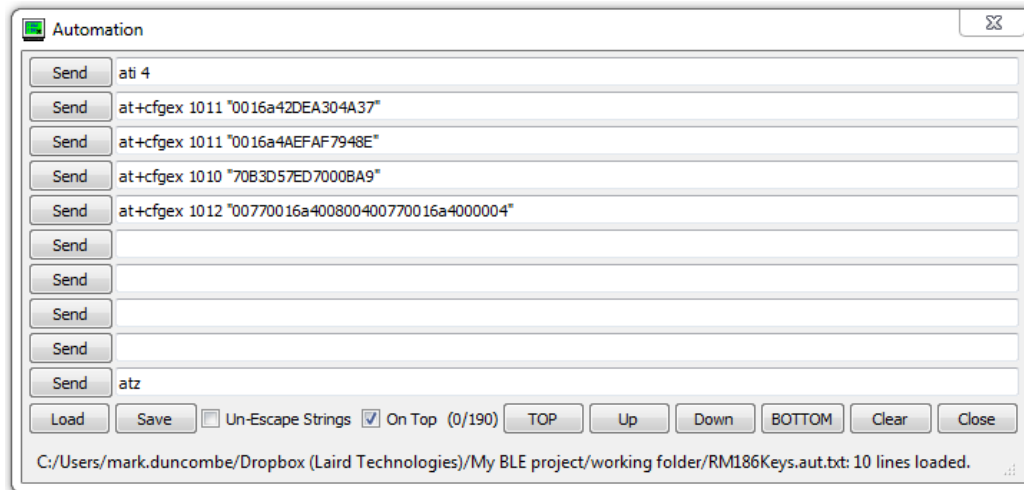 Automation
Send ati 4
Send at+cfgex 1011 "0016a42DEA304A37"
Send at+cfgex 1011 "0016a4AEFAF7948E"
Send at+cfgex 1010 "70B3D57ED7000BA9"
Send at+cfgex 1012 "00770016a400800400770016a4000004"
Send
Send
Send
Send
Send atz
Load Save Un-Escape Strings On Top (0/190) TOP Up Down BOTTOM Clear Close
C:/Users/mark.duncombe/Dropbox (Laird Technologies)/My BLE project/working folder/RM186Keys.aut.txt: 10 lines loaded.